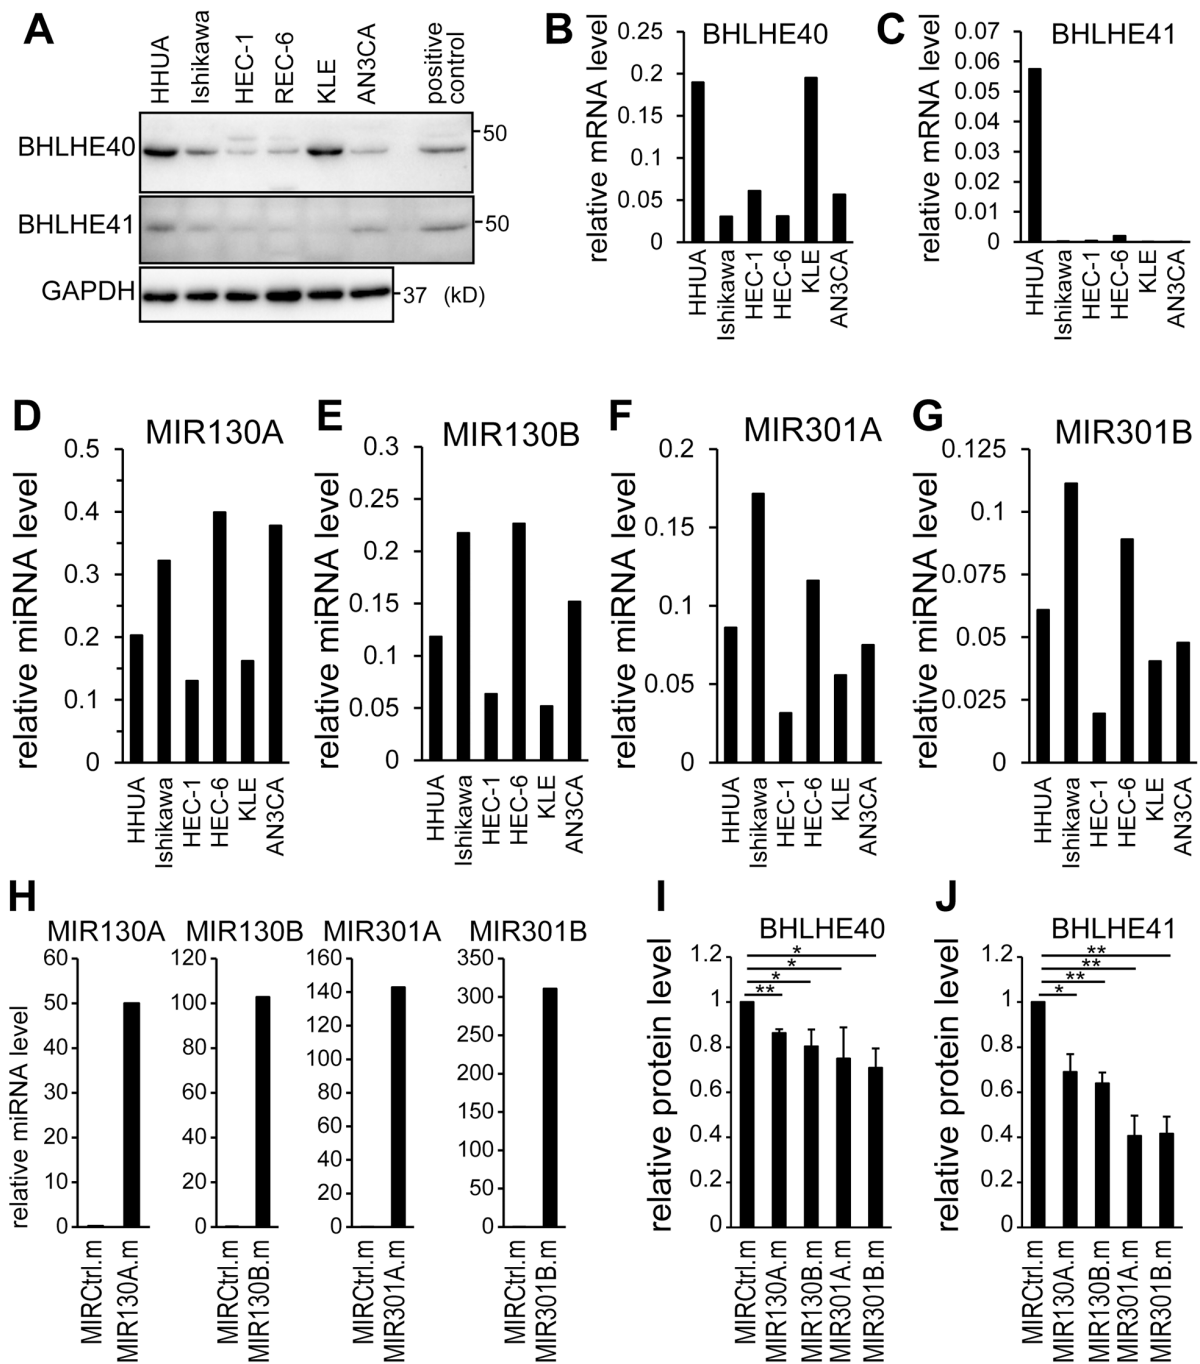 A
HHUA
Ishikawa
HEC-1
REC-6
KLE
AN3CA
positive
control
BHLHE40
50
BHLHE41
50
GAPDH
37 (kD)
B
BHLHE40
relative mRNA level
0.25
0.2
0.15
0.1
0.05
0
HHUA
Ishikawa
HEC-1
HEC-6
KLE
AN3CA
C
BHLHE41
relative mRNA level
0.07
0.06
0.05
0.04
0.03
0.02
0.01
0
HHUA
Ishikawa
HEC-1
HEC-6
KLE
AN3CA
D
MIR130A
relative miRNA level
0.5
0.4
0.3
0.2
0.1
0
HHUA
Ishikawa
HEC-1
HEC-6
KLE
AN3CA
E
MIR130B
relative miRNA level
0.3
0.25
0.2
0.15
0.1
0.05
0
HHUA
Ishikawa
HEC-1
HEC-6
KLE
AN3CA
F
MIR301A
relative miRNA level
0.2
0.15
0.1
0.05
0
HHUA
Ishikawa
HEC-1
HEC-6
KLE
AN3CA
G
MIR301B
relative miRNA level
0.125
0.1
0.075
0.05
0.025
0
HHUA
Ishikawa
HEC-1
HEC-6
KLE
AN3CA
H
relative miRNA level
MIR130A
60
50
40
30
20
10
0
MIRCtrl.m
MIR130A.m
MIR130B
120
100
80
60
40
20
0
MIRCtrl.m
MIR130B.m
MIR301A
160
140
120
100
80
60
40
20
0
MIRCtrl.m
MIR301A.m
MIR301B
350
300
250
200
150
100
50
0
MIRCtrl.m
MIR301B.m
I
BHLHE40
relative protein level
1.2
1
0.8
0.6
0.4
0.2
0
*
*
*
**
MIRCtrl.m
MIR130A.m
MIR130B.m
MIR301A.m
MIR301B.m
J
BHLHE41
relative protein level
1.2
1
0.8
0.6
0.4
0.2
0
**
**
**
*
MIRCtrl.m
MIR130A.m
MIR130B.m
MIR301A.m
MIR301B.m